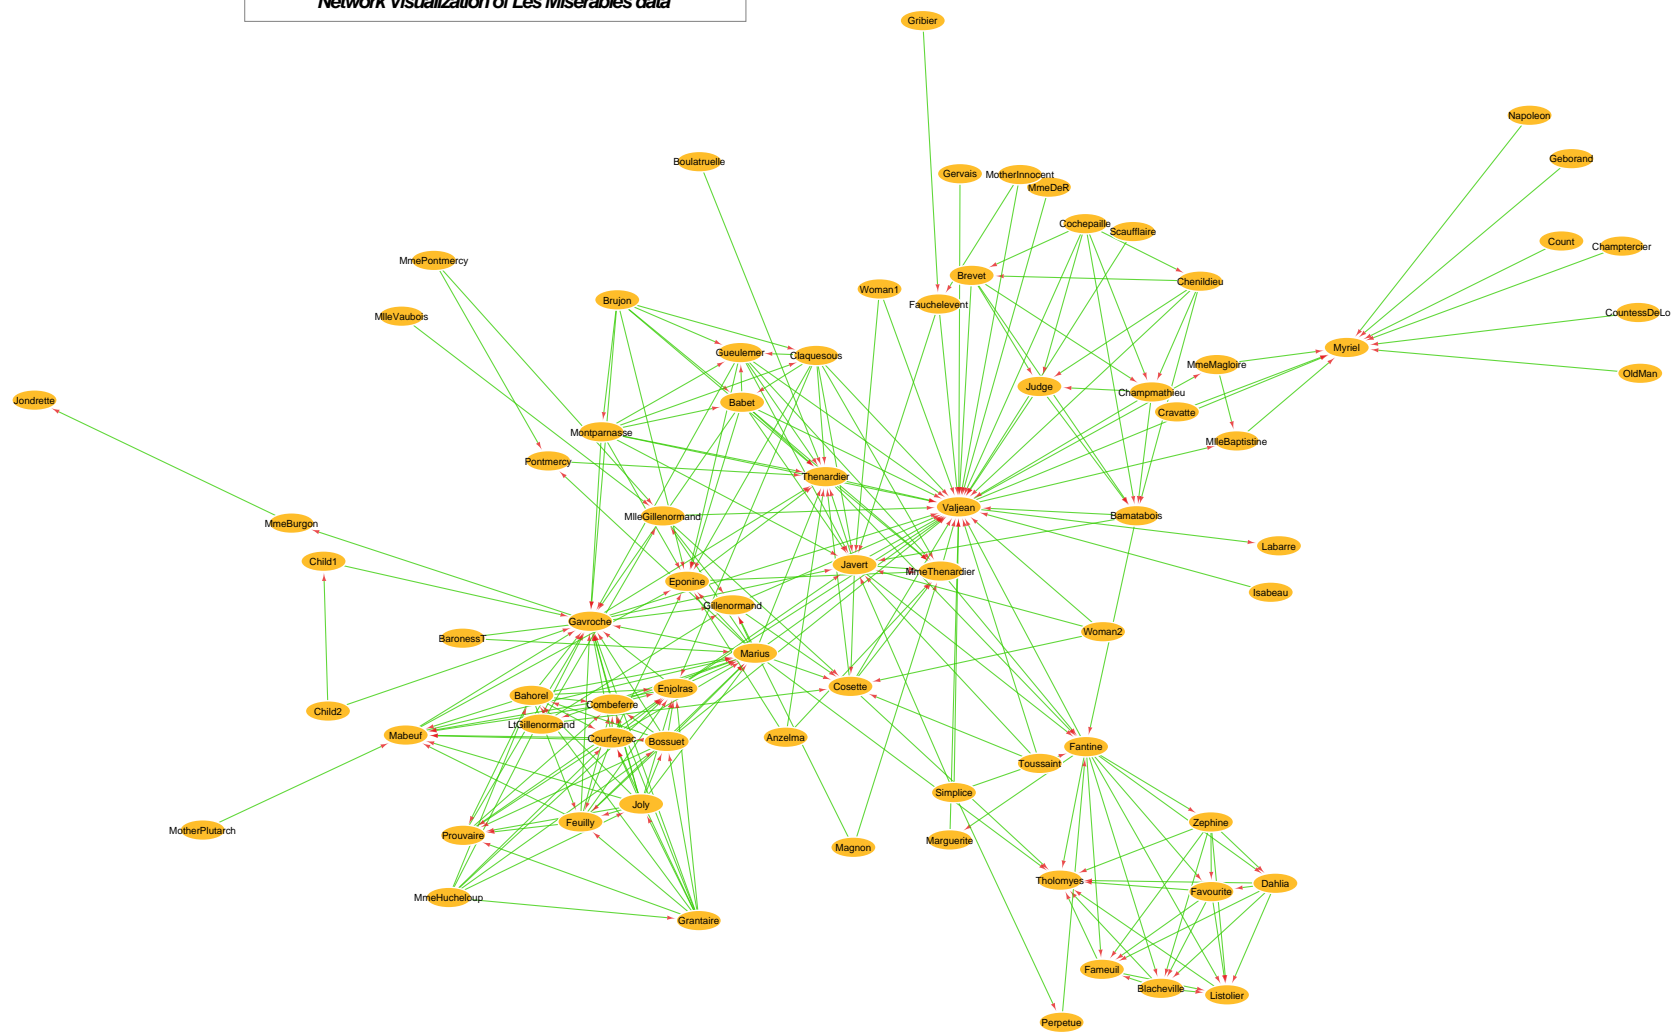 Network Visualization of Les Miserables data
Gribier
Napoleon
Boulatruelle
Geborand
Gervais
MotherInnocent
MmeDeR
Cochepaille
Scaufflaire
Count
Champtercier
MmePontmercy
Brevet
Chenildieu
Woman1
Brujon
Fauchelevent
MlleVaubois
CountessDeLo
Myriel
Gueulemer
Claquesous
MmeMagloire
OldMan
Judge
Champmathieu
Jondrette
Babet
Cravatte
Montparnasse
MlleBaptistine
Pontmercy
Thenardier
Valjean
MlleGillenormand
Bamatabois
MmeBurgon
Labarre
Child1
Javert
MmeThenardier
Eponine
Isabeau
Gillenormand
Gavroche
Woman2
BaronessT
Marius
Cosette
Enjolras
Bahorel
Combeferre
Child2
LtGillenormand
Mabeuf
Courfeyrac
Bossuet
Anzelma
Fantine
Toussaint
Simplice
Joly
Zephine
Feuilly
MotherPlutarch
Prouvaire
Marguerite
Magnon
Tholomyes
Dahlia
Favourite
MmeHucheloup
Grantaire
Fameuil
Blacheville
Listolier
Perpetue